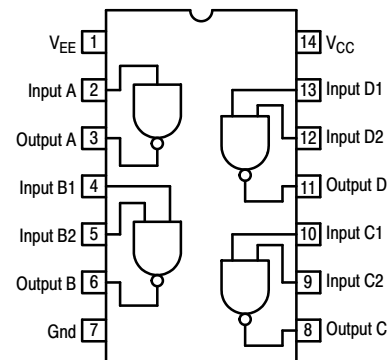 V_EE 1
Input A 2
Output A 3
Input B1 4
Input B2 5
Output B 6
Gnd 7
14 V_CC
13 Input D1
12 Input D2
11 Output D
10 Input C1
9 Input C2
8 Output C